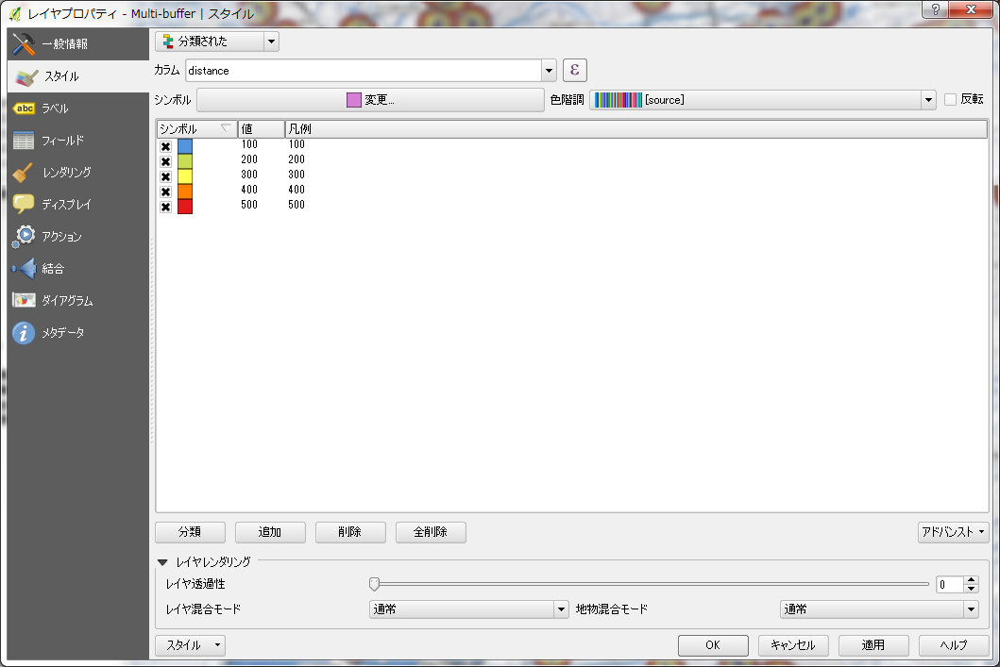 レイヤプロパティ - Multi-buffer | スタイル
一般情報
スタイル
abc ラベル
フィールド
レンダリング
ディスプレイ
アクション
結合
ダイアグラム
メタデータ
分類された
カラム distance ε
シンボル 変更... 色階調 [source] 反転
シンボル 値 凡例
100 100
200 200
300 300
400 400
500 500
分類 追加 削除 全削除 アドバンスト
レイヤレンダリング
レイヤ透過性 0
レイヤ混合モード 通常 地物混合モード 通常
スタイル OK キャンセル 適用 ヘルプ